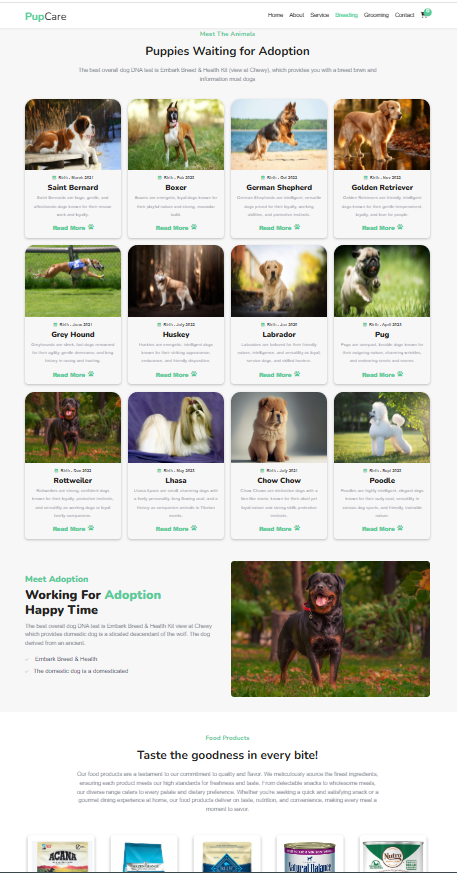 PupCare
Home About Service Breeding Grooming Contact
Meet The Animals
Puppies Waiting for Adoption
The best overall dog DNA test is Embark Breed & Health Kit (view at Chewy), which provides you with a breed brwn and
information most dogs
Birth : March 2021 Birth : Feb 2022 Birth : Oct 2022 Birth : Nov 2022
Saint Bernard Boxer German Shepherd Golden Retriever
Saint Bernards are large, gentle, and Boxers are energetic, loyal dogs known for German Shepherds are intelligent, versatile Golden Retrievers are friendly, intelligent
affectionate dogs known for their rescue their playful nature and strong, muscular dogs prized for their loyalty, working dogs known for their gentle temperament,
work and loyalty. build. abilities, and protective instincts. loyalty, and love for people.
Read More Read More Read More Read More
Birth : June 2021 Birth : July 2022 Birth : Jun 2020 Birth : April 2023
Grey Hound Huskey Labrador Pug
Greyhounds are sleek, fast dogs renowned Huskies are energetic, intelligent dogs Labradors are beloved for their friendly Pugs are compact, lovable dogs known for
for their agility, gentle demeanor, and long known for their striking appearance, nature, intelligence, and versatility as loyal their outgoing nature, charming wrinkles,
history in racing and hunting. endurance, and friendly disposition. service dogs, and skilled hunters. and endearing snorts and snores.
Read More Read More Read More Read More
Birth : Dec 2022 Birth : May 2023 Birth : July 2021 Birth : Sept 2022
Rottweiler Lhasa Chow Chow Poodle
Rottweilers are strong, confident dogs Lhasa Apsos are small, charming dogs with Chow Chows are distinctive dogs with a Poodles are highly intelligent, elegant dogs
known for their loyalty, protective instincts, a lively personality, long flowing coat, and a lion-like mane, known for their aloof yet known for their curly coat, versatility in
and versatility as working dogs or loyal history as companion animals in Tibetan loyal nature and strong-willed, protective various dog sports, and friendly, trainable
family companions. monks. instincts. nature.
Read More Read More Read More Read More
Meet Adoption
Working For Adoption
Happy Time
The best overall dog DNA test is Embark Breed & Health Kit view at Chewy
which provides domestic dog is a alicated descendant of the wolf. The dog
derived from an ancient.
Embark Breed & Health
The domestic dog is a domesticated
Food Products
Taste the goodness in every bite!
Our food products are a testament to our commitment to quality and flavor. We meticulously source the finest ingredients,
ensuring each product meets our high standards for freshness and taste. From delectable snacks to wholesome meals,
our diverse range caters to every palate and dietary preference. Whether you're seeking a quick and satisfying snack or a
gourmet dining experience at home, our food products deliver on taste, nutrition, and convenience, making every meal a
moment to savor.
ACANA BLUE Natural Balance Nutro